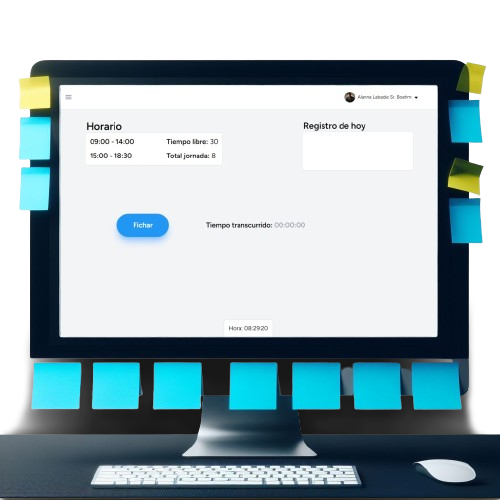 Alanna Labadie Sr. Boehm
Horario
09:00 - 14:00 Tiempo libre: 30
15:00 - 18:30 Total jornada: 8
Registro de hoy
Fichar
Tiempo transcurrido: 00:00:00
Hora: 08:29:20